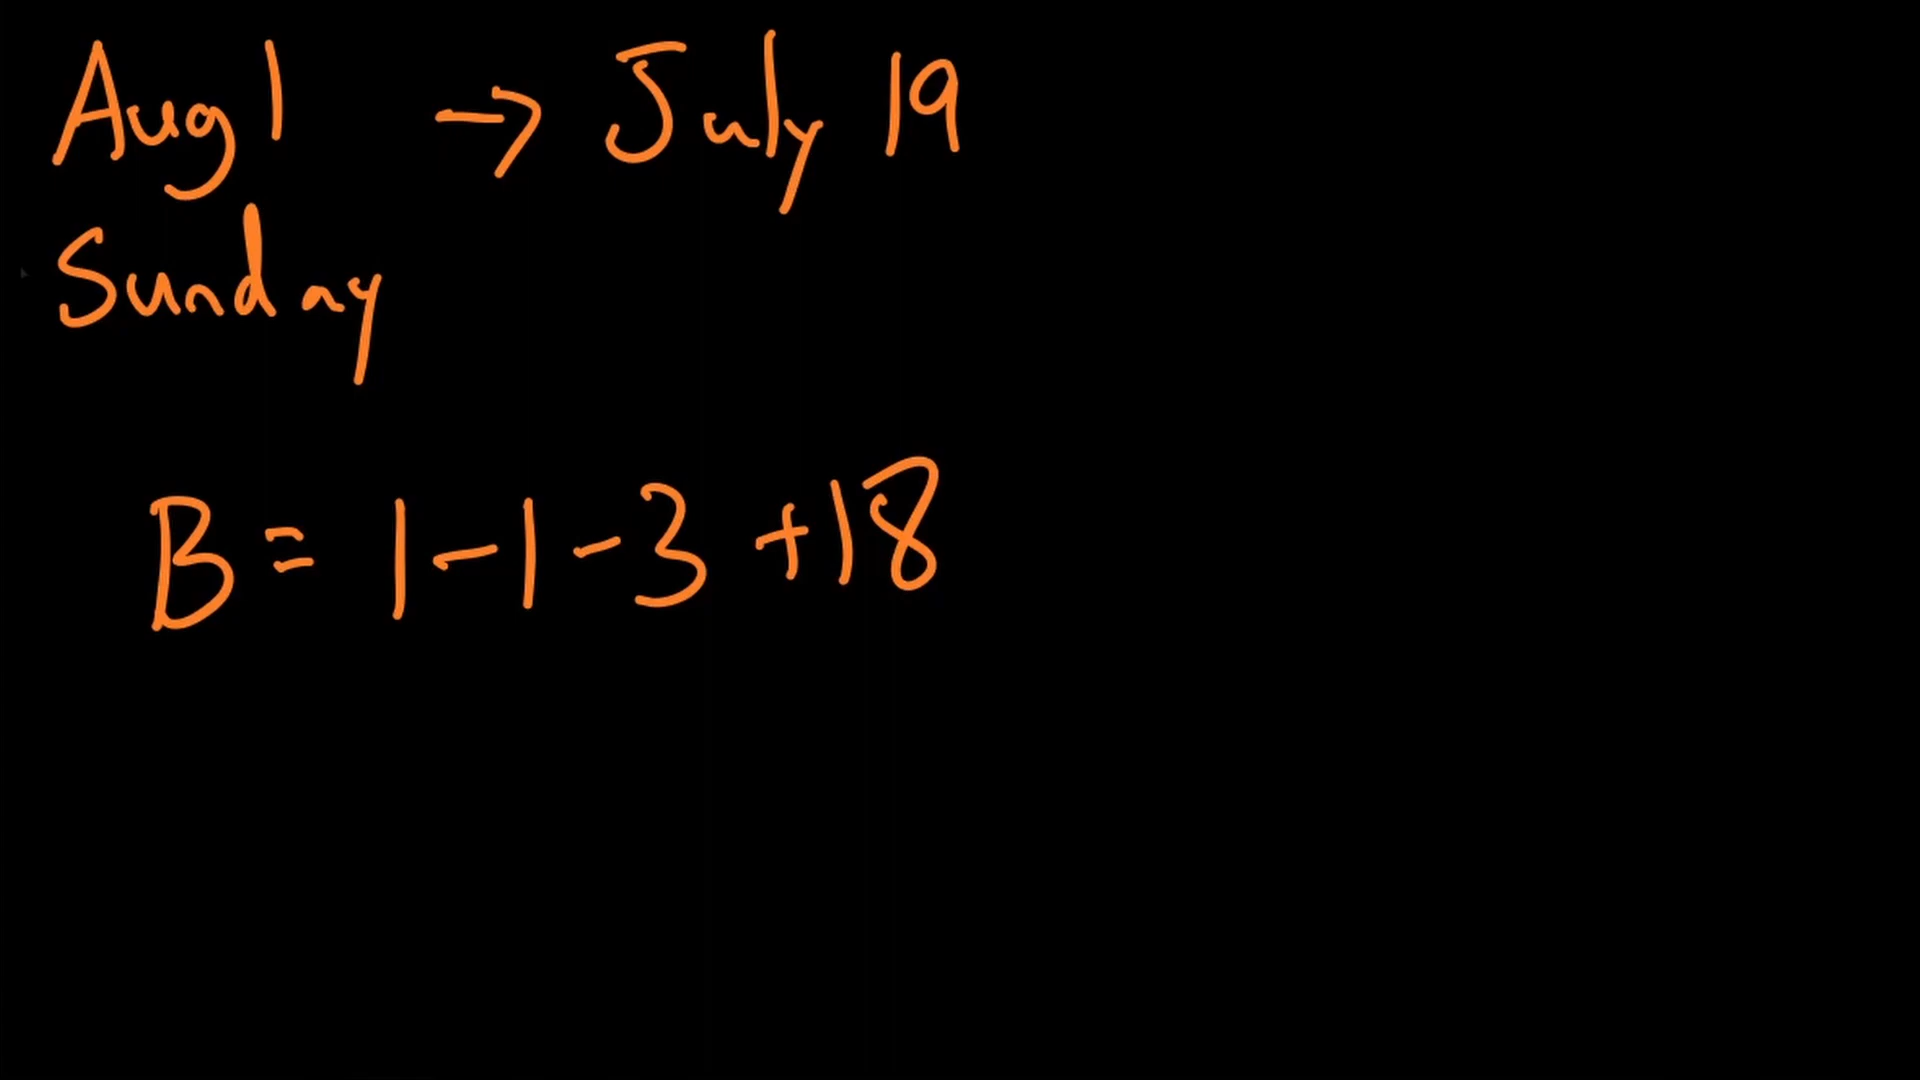 Aug 1 → July 19
Sunday
B = 1 - 1 - 3 + 18